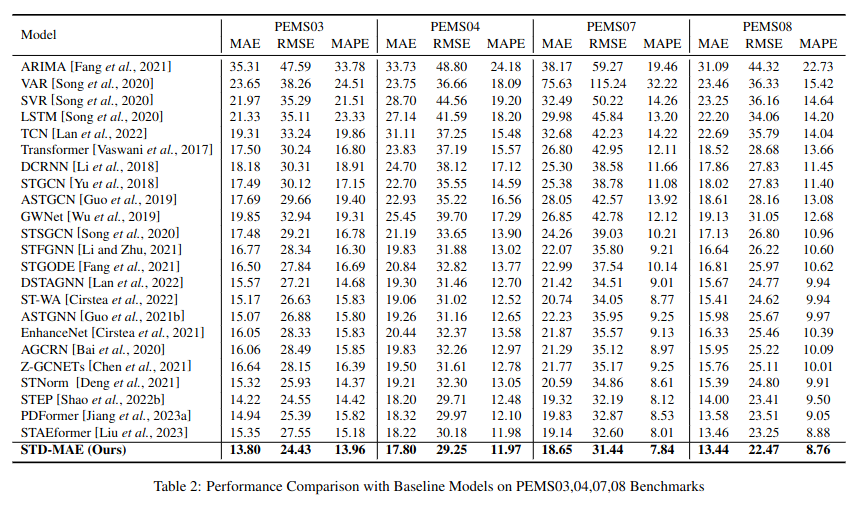 Model PEMS03 PEMS04 PEMS07 PEMS08
MAE RMSE MAPE MAE RMSE MAPE MAE RMSE MAPE MAE RMSE MAPE
ARIMA [Fang et al., 2021] 35.31 47.59 33.78 33.73 48.80 24.18 38.17 59.27 19.46 31.09 44.32 22.73
VAR [Song et al., 2020] 23.65 38.26 24.51 23.75 36.66 18.09 75.63 115.24 32.22 23.46 36.33 15.42
SVR [Song et al., 2020] 21.97 35.29 21.51 28.70 44.56 19.20 32.49 50.22 14.26 23.25 36.16 14.64
LSTM [Song et al., 2020] 21.33 35.11 23.33 27.14 41.59 18.20 29.98 45.84 13.20 22.20 34.06 14.20
TCN [Lan et al., 2022] 19.31 33.24 19.86 31.11 37.25 15.48 32.68 42.23 14.22 22.69 35.79 14.04
Transformer [Vaswani et al., 2017] 17.50 30.24 16.80 23.83 37.19 15.57 26.80 42.95 12.11 18.52 28.68 13.66
DCRNN [Li et al., 2018] 18.18 30.31 18.91 24.70 38.12 17.12 25.30 38.58 11.66 17.86 27.83 11.45
STGCN [Yu et al., 2018] 17.49 30.12 17.15 22.70 35.55 14.59 25.38 38.78 11.08 18.02 27.83 11.40
ASTGCN [Guo et al., 2019] 17.69 29.66 19.40 22.93 35.22 16.56 28.05 42.57 13.92 18.61 28.16 13.08
GWNet [Wu et al., 2019] 19.85 32.94 19.31 25.45 39.70 17.29 26.85 42.78 12.12 19.13 31.05 12.68
STSGCN [Song et al., 2020] 17.48 29.21 16.78 21.19 33.65 13.90 24.26 39.03 10.21 17.13 26.80 10.96
STFGNN [Li and Zhu, 2021] 16.77 28.34 16.30 19.83 31.88 13.02 22.07 35.80 9.21 16.64 26.22 10.60
STGODE [Fang et al., 2021] 16.50 27.84 16.69 20.84 32.82 13.77 22.99 37.54 10.14 16.81 25.97 10.62
DSTAGNN [Lan et al., 2022] 15.57 27.21 14.68 19.30 31.46 12.70 21.42 34.51 9.01 15.67 24.77 9.94
ST-WA [Cirstea et al., 2022] 15.17 26.63 15.83 19.06 31.02 12.52 20.74 34.05 8.77 15.41 24.62 9.94
ASTGNN [Guo et al., 2021b] 15.07 26.88 15.80 19.26 31.16 12.65 22.23 35.95 9.25 15.98 25.67 9.97
EnhanceNet [Cirstea et al., 2021] 16.05 28.33 15.83 20.44 32.37 13.58 21.87 35.57 9.13 16.33 25.46 10.39
AGCRN [Bai et al., 2020] 16.06 28.49 15.85 19.83 32.26 12.97 21.29 35.12 8.97 15.95 25.22 10.09
Z-GCNETs [Chen et al., 2021] 16.64 28.15 16.39 19.50 31.61 12.78 21.77 35.17 9.25 15.76 25.11 10.01
STNorm [Deng et al., 2021] 15.32 25.93 14.37 19.21 32.30 13.05 20.59 34.86 8.61 15.39 24.80 9.91
STEP [Shao et al., 2022b] 14.22 24.55 14.42 18.20 29.71 12.48 19.32 32.19 8.12 14.00 23.41 9.50
PDFormer [Jiang et al., 2023a] 14.94 25.39 15.82 18.32 29.97 12.10 19.83 32.87 8.53 13.58 23.51 9.05
STAEformer [Liu et al., 2023] 15.35 27.55 15.18 18.22 30.18 11.98 19.14 32.60 8.01 13.46 23.25 8.88
STD-MAE (Ours) 13.80 24.43 13.96 17.80 29.25 11.97 18.65 31.44 7.84 13.44 22.47 8.76
Table 2: Performance Comparison with Baseline Models on PEMS03,04,07,08 Benchmarks